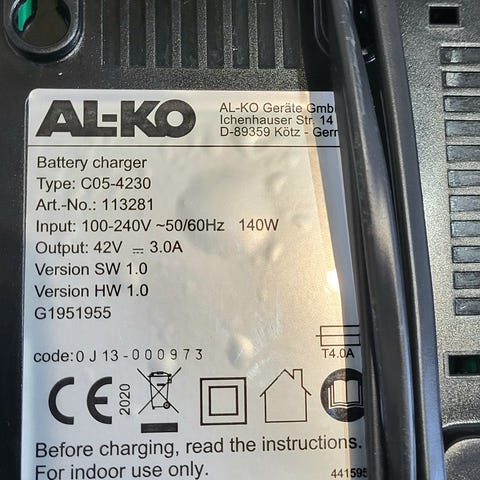 AL-KO
AL-KO Geräte Gmb
Ichenhauser Str. 14
D-89359 Kötz - Gerr
Battery charger
Type: C05-4230
Art.-No.: 113281
Input: 100-240V ~50/60Hz 140W
Output: 42V ⎓ 3.0A
Version SW 1.0
Version HW 1.0
G1951955
T4.0A
code:0 J 13-000973
CE
2020
Before charging, read the instructions.
For indoor use only.
441595